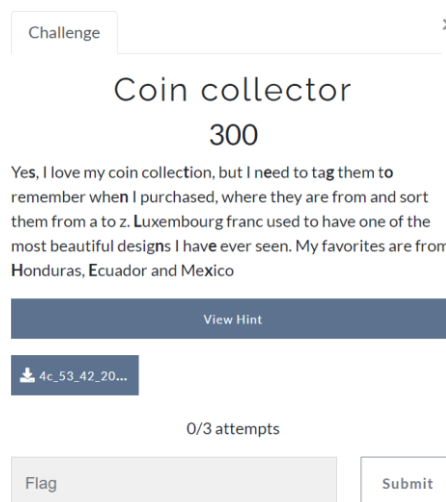 Challenge
Coin collector
300
Yes, I love my coin collection, but I need to tag them to
remember when I purchased, where they are from and sort
them from a to z. Luxembourg franc used to have one of the
most beautiful designs I have ever seen. My favorites are from
Honduras, Ecuador and Mexico
View Hint
4c_53_42_20...
0/3 attempts
Flag
Submit